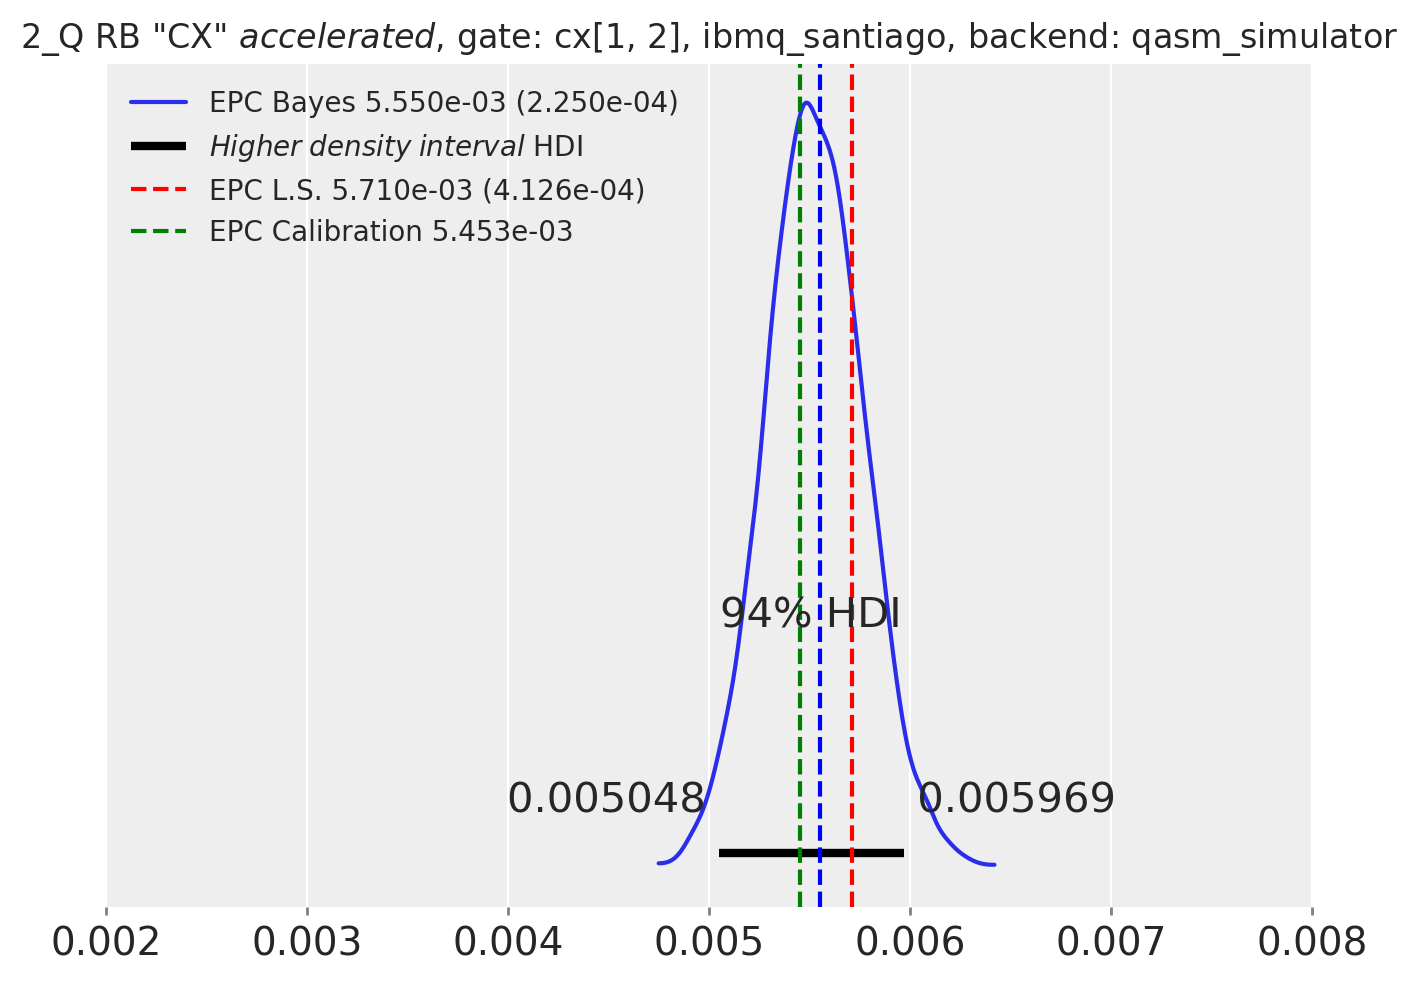 2_Q RB "CX" accelerated, gate: cx[1, 2], ibmq_santiago, backend: qasm_simulator
EPC Bayes 5.550e-03 (2.250e-04)
Higher density interval HDI
EPC L.S. 5.710e-03 (4.126e-04)
EPC Calibration 5.453e-03
94% HDI
0.005048 0.005969
0.002 0.003 0.004 0.005 0.006 0.007 0.008